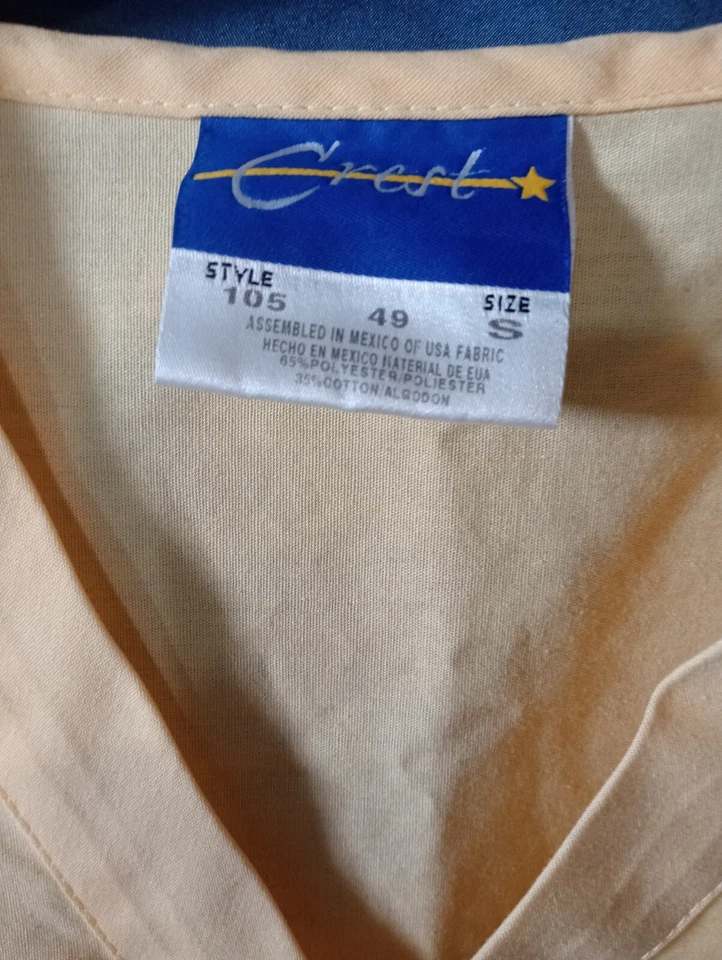 Crest
STYLE SIZE
105 49 S
ASSEMBLED IN MEXICO OF USA FABRIC
HECHO EN MEXICO MATERIAL DE EUA
65%POLYESTER/POLIESTER
35%COTTON/ALGODON